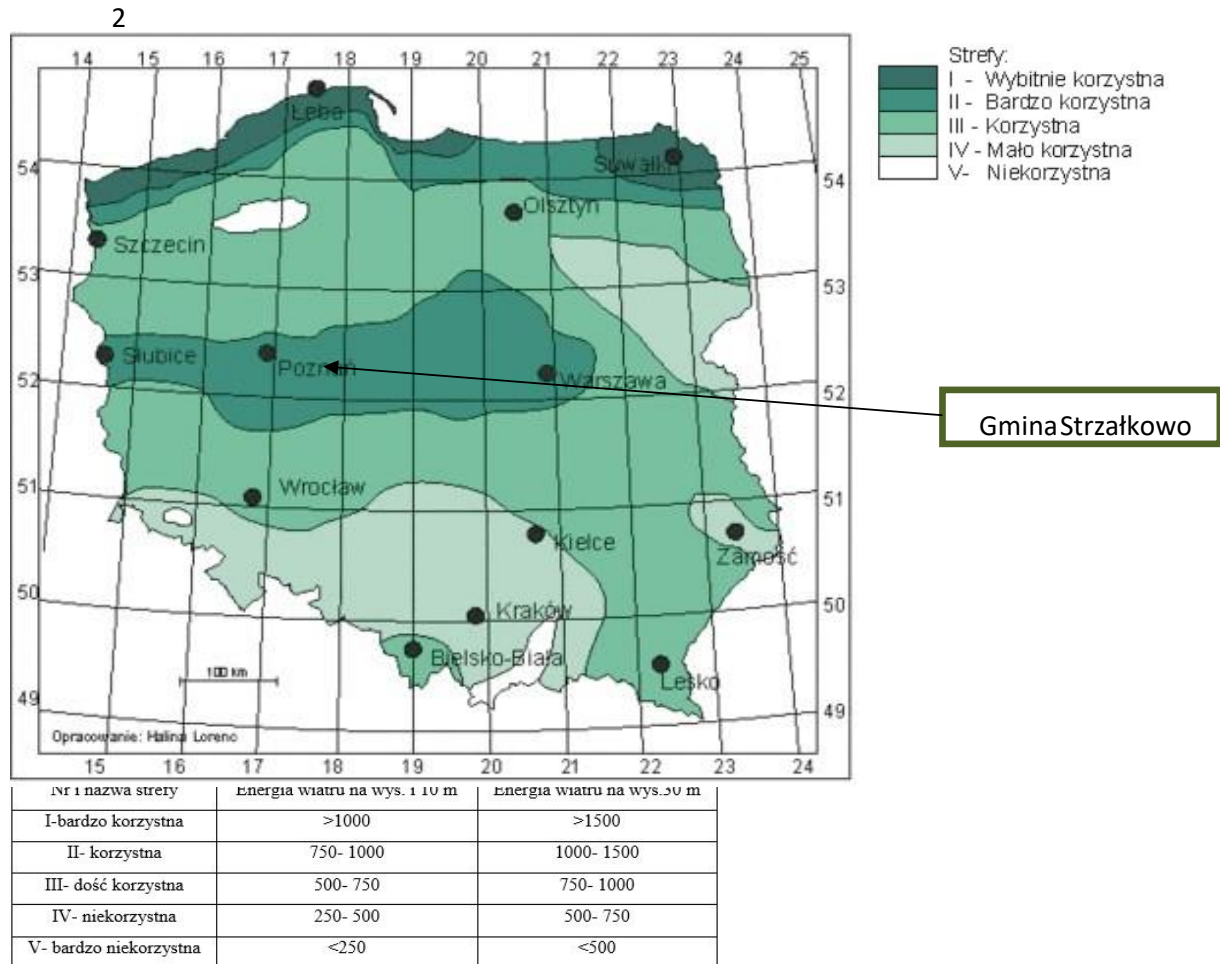 2
14 15 16 17 18 19 20 21 22 23 24 25
Strefy:
I - Wybitnie korzystna
II - Bardzo korzystna
III - Korzystna
IV - Mało korzystna
V- Niekorzystna
Łeba
54
Suwałki
54
Olsztyn
Szczecin
53
53
Słubice
Poznań
Warszawa
52
52
Gmina Strzałkowo
51
Wrocław
51
Kielce
Zamość
50
Kraków
50
Bielsko-Biała
Lesko
100 km
49
49
Opracowanie: Halina Lorenc
15 16 17 18 19 20 21 22 23 24
Nr i nazwa strefy Energia wiatru na wys. i 10 m Energia wiatru na wys.30 m
I-bardzo korzystna >1000 >1500
II- korzystna 750- 1000 1000- 1500
III- dość korzystna 500- 750 750- 1000
IV- niekorzystna 250- 500 500- 750
V- bardzo niekorzystna <250 <500